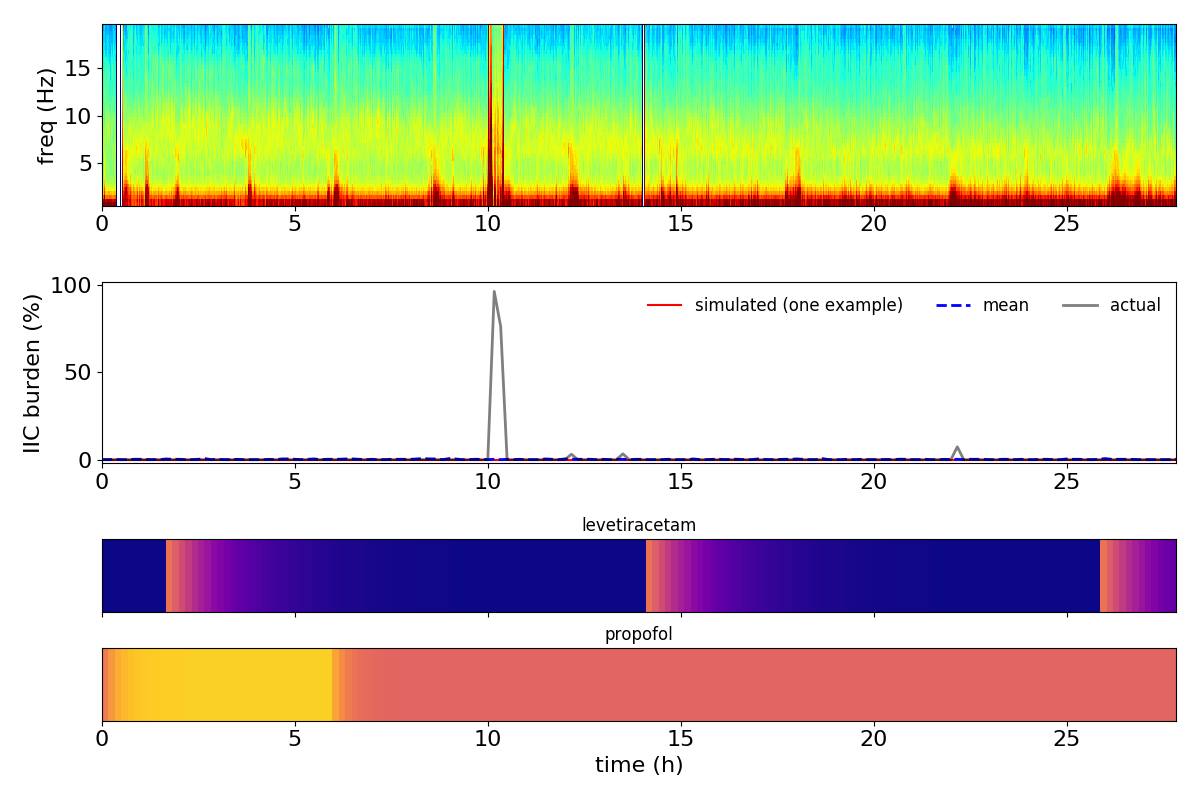 freq (Hz)
15
10
5
0 5 10 15 20 25
IIC burden (%)
100
50
0
simulated (one example) mean actual
0 5 10 15 20 25
levetiracetam
propofol
0 5 10 15 20 25
time (h)